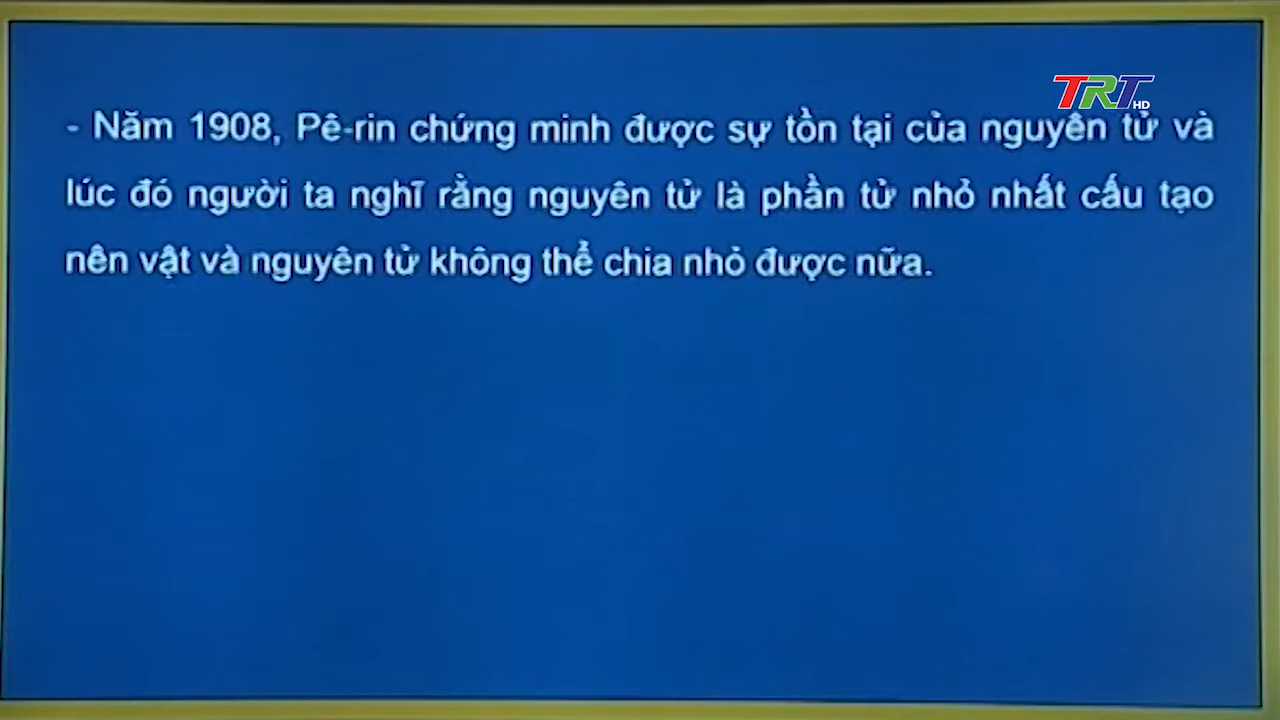 TRT HD
- Năm 1908, Pê-rin chứng minh được sự tồn tại của nguyên tử và
lúc đó người ta nghĩ rằng nguyên tử là phần tử nhỏ nhất cấu tạo
nên vật và nguyên tử không thể chia nhỏ được nữa.